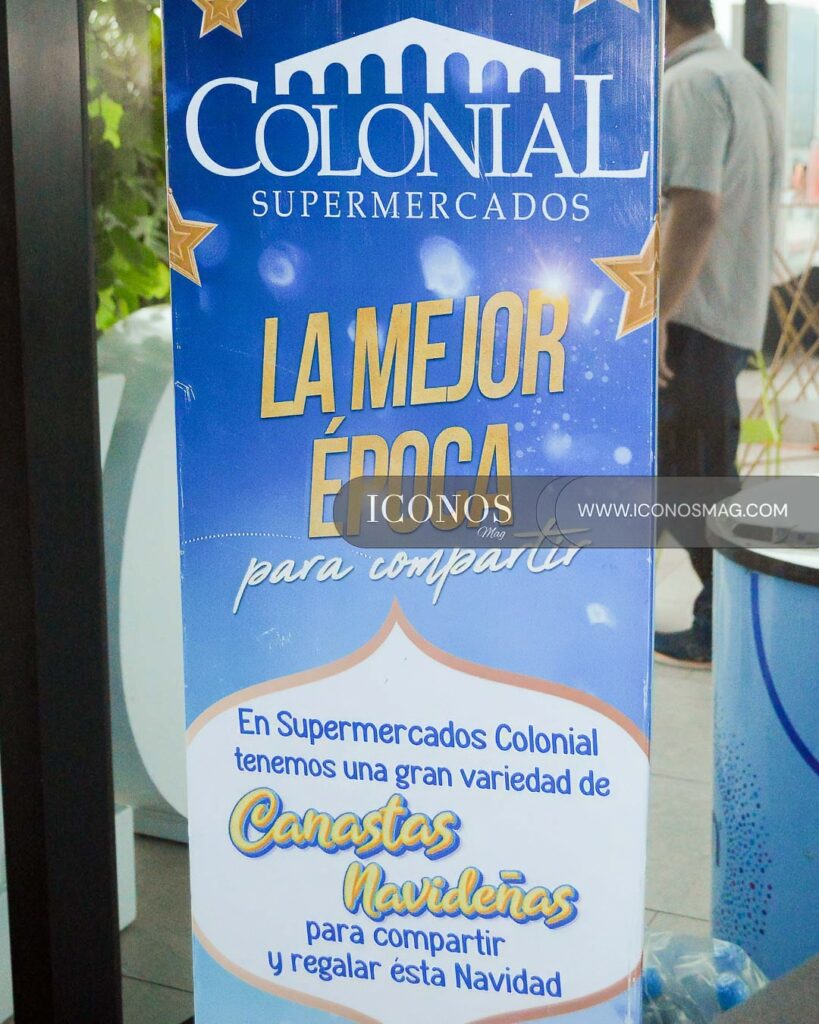 COLONIAL
SUPERMERCADOS
LA MEJOR
ÉPOCA
ICONOS
Mag
WWW.ICONOSMAG.COM
para compartir
En Supermercados Colonial
tenemos una gran variedad de
Canastas
Navideñas
para compartir
y regalar ésta Navidad